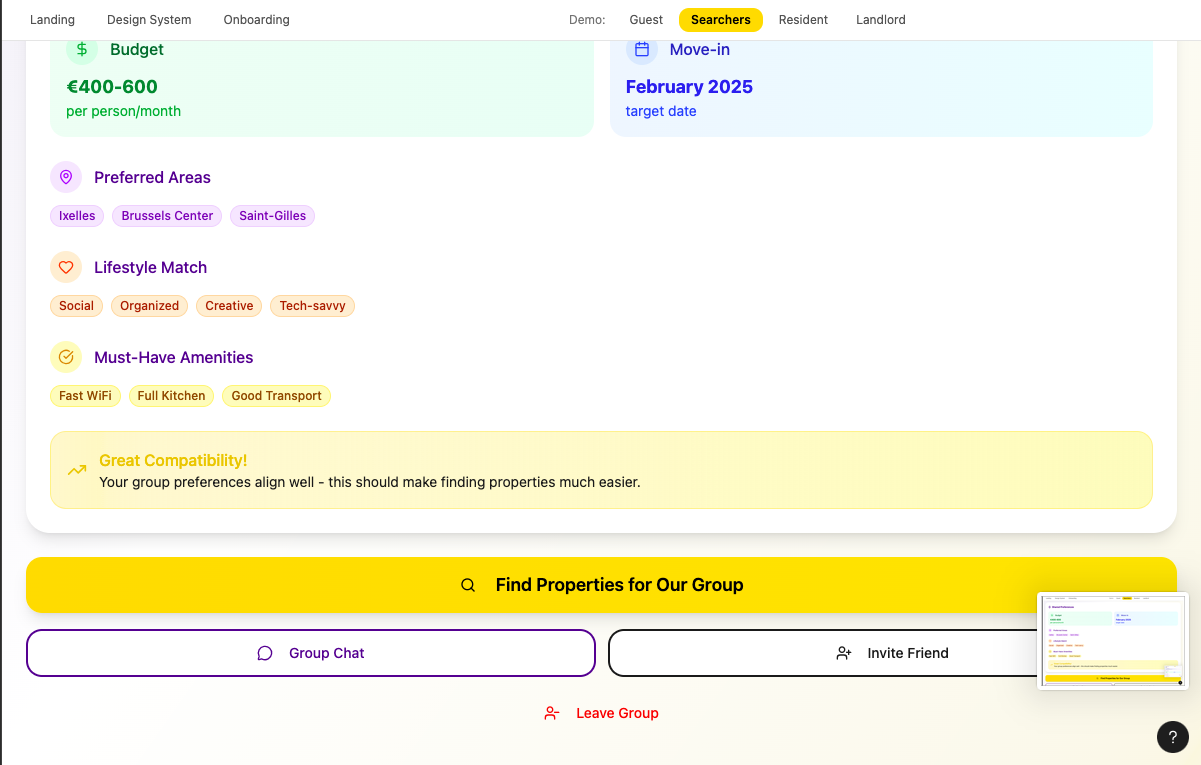 Landing Design System Onboarding Demo: Guest Searchers Resident Landlord
Budget
€400-600
per person/month
Move-in
February 2025
target date
Preferred Areas
Ixelles Brussels Center Saint-Gilles
Lifestyle Match
Social Organized Creative Tech-savvy
Must-Have Amenities
Fast WiFi Full Kitchen Good Transport
Great Compatibility!
Your group preferences align well - this should make finding properties much easier.
Find Properties for Our Group
Group Chat
Invite Friend
Leave Group
?